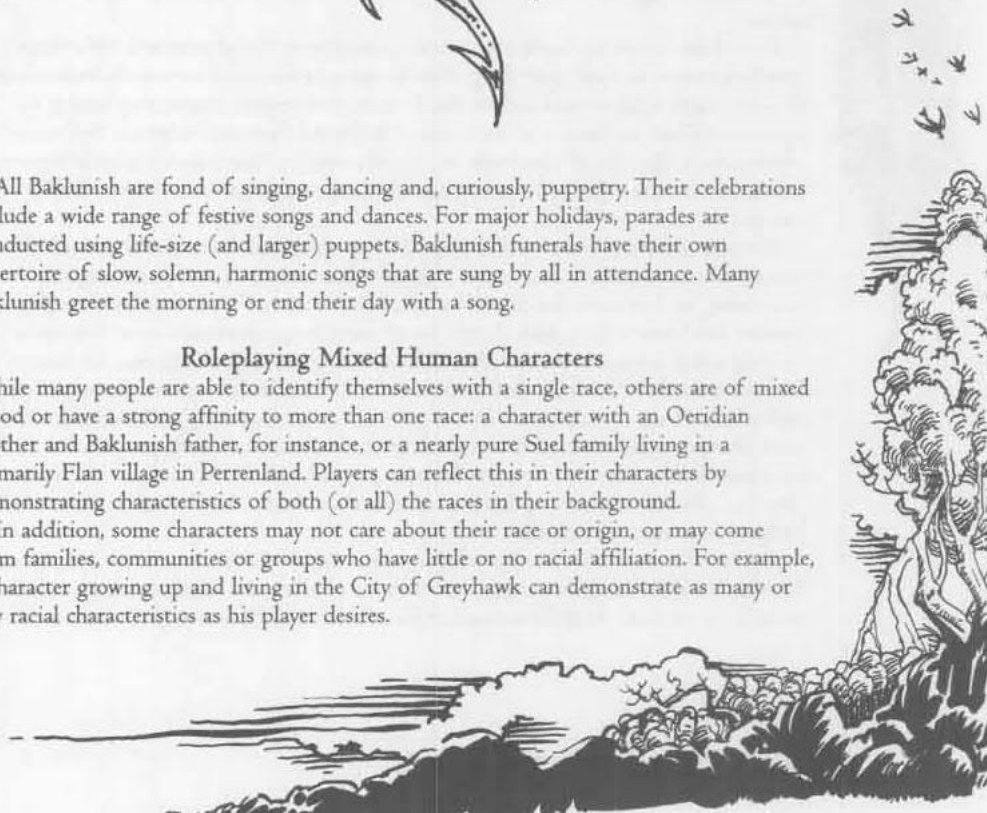 All Baklunish are fond of singing, dancing and, curiously, puppetry. Their celebrations
lude a wide range of festive songs and dances. For major holidays, parades are
nducted using life-size (and larger) puppets. Baklunish funerals have their own
ertoire of slow, solemn, harmonic songs that are sung by all in attendance. Many
klunish greet the morning or end their day with a song.
Roleplaying Mixed Human Characters
hile many people are able to identify themselves with a single race, others are of mixed
od or have a strong affinity to more than one race: a character with an Oeridian
ther and Baklunish father, for instance, or a nearly pure Suel family living in a
marily Flan village in Perrenland. Players can reflect this in their characters by
monstrating characteristics of both (or all) the races in their background.
In addition, some characters may not care about their race or origin, or may come
m families, communities or groups who have little or no racial affiliation. For example,
haracter growing up and living in the City of Greyhawk can demonstrate as many or
racial characteristics as his player desires.